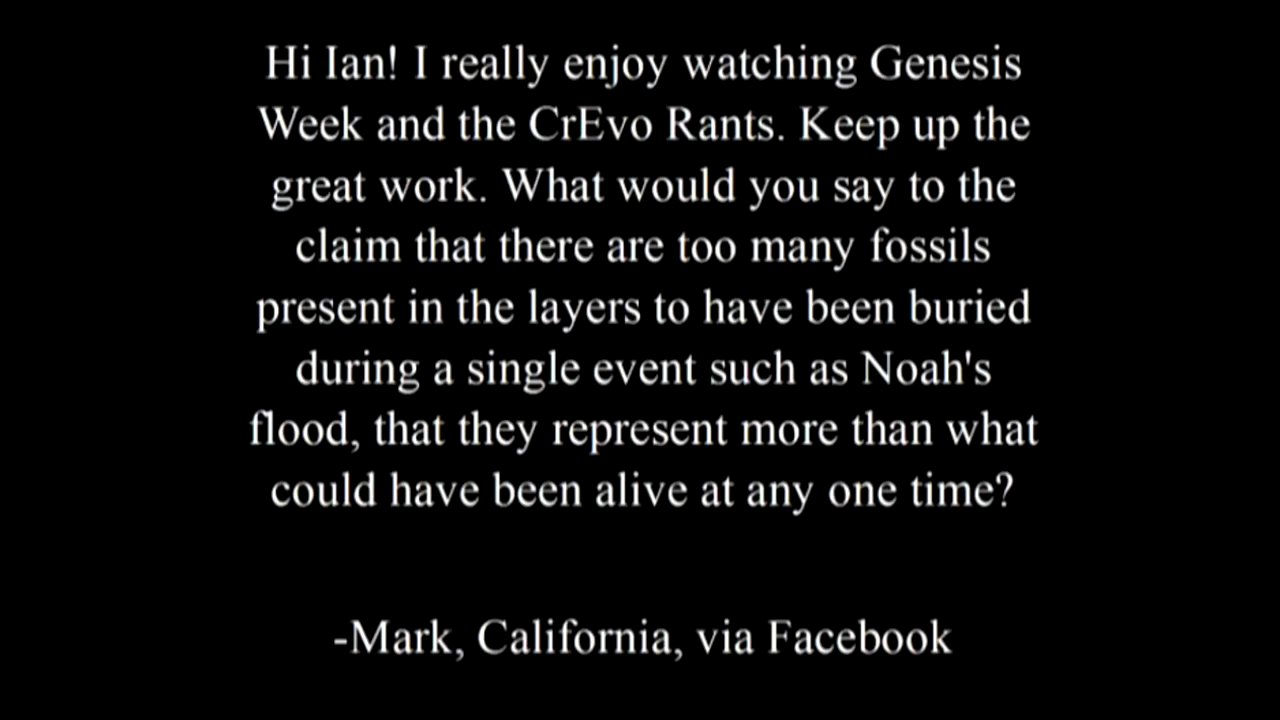 Hi Ian! I really enjoy watching Genesis
Week and the CrEvo Rants. Keep up the
great work. What would you say to the
claim that there are too many fossils
present in the layers to have been buried
during a single event such as Noah's
flood, that they represent more than what
could have been alive at any one time?
-Mark, California, via Facebook